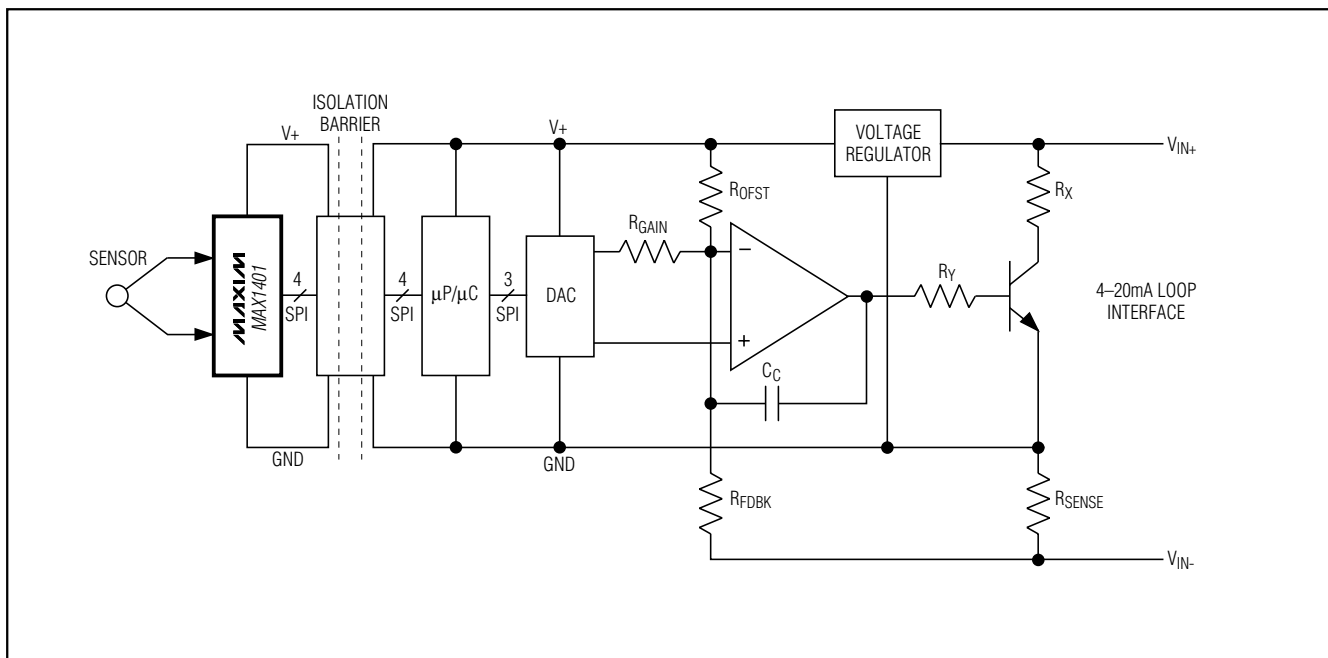 ISOLATION
BARRIER
V+
V+
VOLTAGE
REGULATOR
VIN+
ROFST
RX
RGAIN
SENSOR
MAXIM
MAX1401
4
SPI
4
SPI
μP/μC
3
SPI
DAC
−
+
RY
4–20mA LOOP
INTERFACE
CC
GND
GND
RFDBK
RSENSE
VIN-